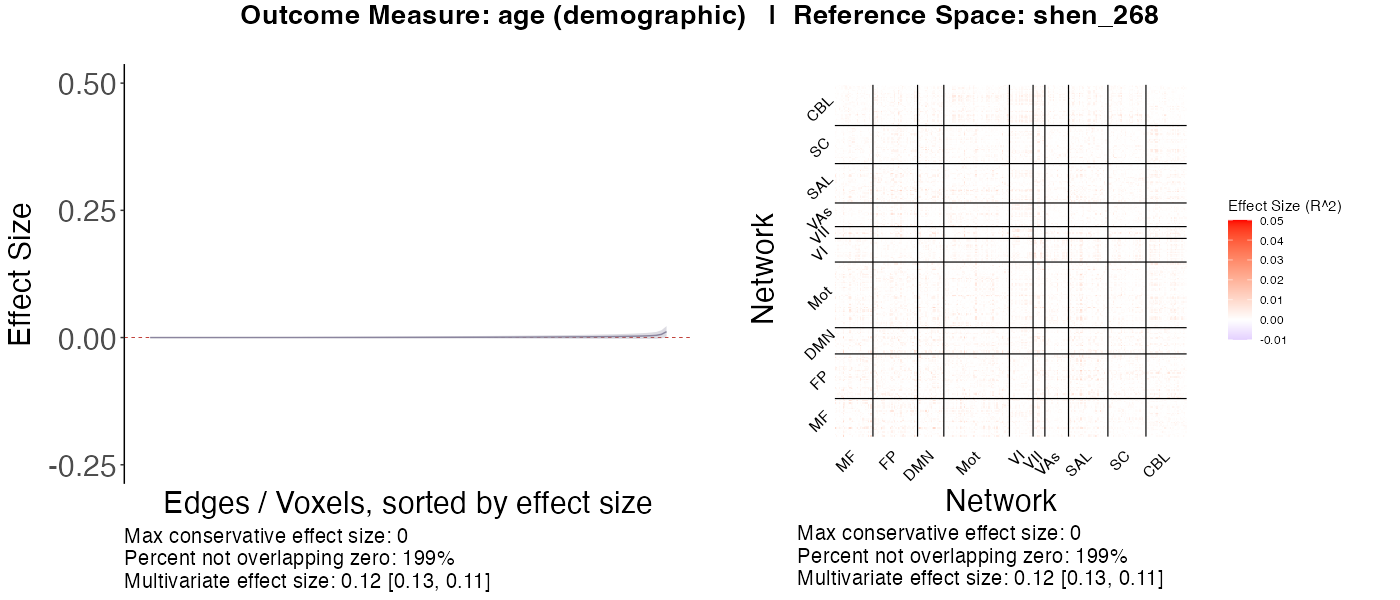 Outcome Measure: age (demographic) | Reference Space: shen_268
0.50
0.25
0.00
-0.25
Effect Size
Edges / Voxels, sorted by effect size
Max conservative effect size: 0
Percent not overlapping zero: 199%
Multivariate effect size: 0.12 [0.13, 0.11]
Network
CBL
SC
SAL
VAs
VII
VI
Mot
DMN
FP
MF
MF
FP
DMN
Mot
VI
VII
VAs
SAL
SC
CBL
Network
Max conservative effect size: 0
Percent not overlapping zero: 199%
Multivariate effect size: 0.12 [0.13, 0.11]
Effect Size (R^2)
0.05
0.04
0.03
0.02
0.01
0.00
-0.01